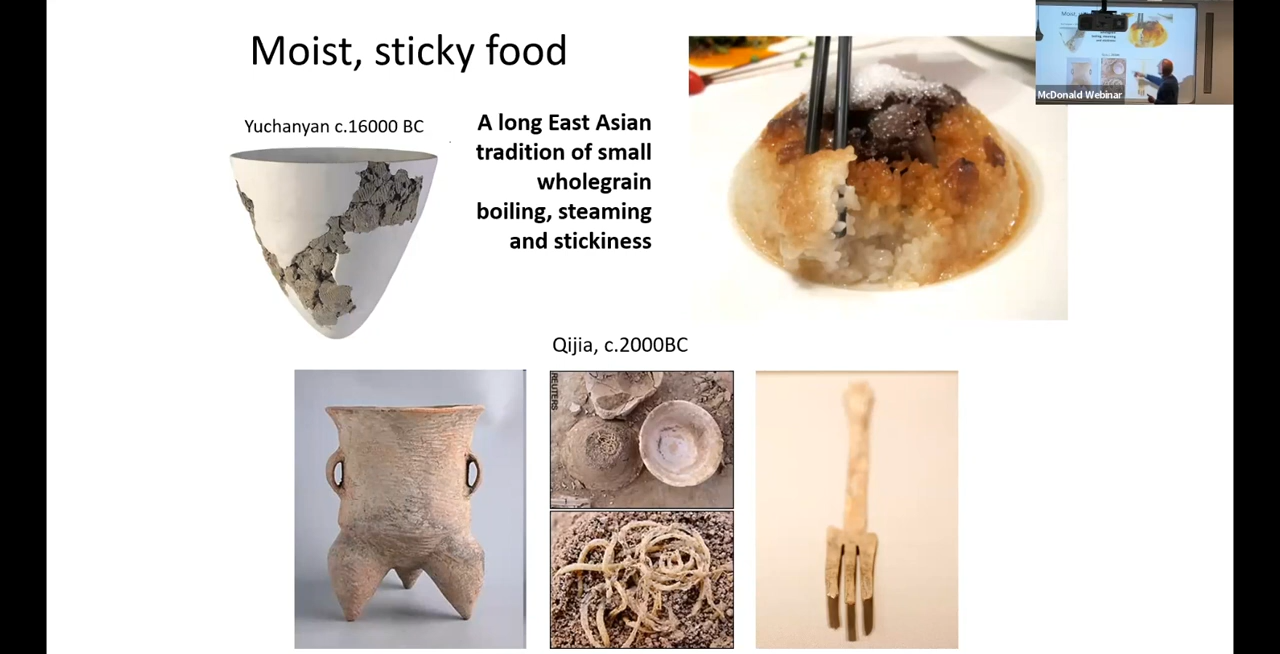 Moist, sticky food
Yuchanyan c.16000 BC
A long East Asian
tradition of small
wholegrain
boiling, steaming
and stickiness
Qijia, c.2000BC
REUTERS
McDonald Webinar